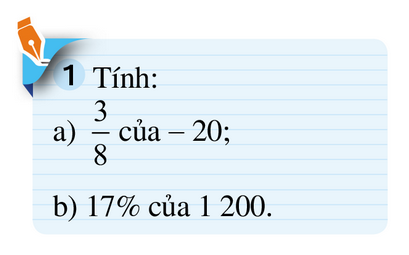 1 Tính:
a) 3/8 của – 20;
b) 17% của 1 200.